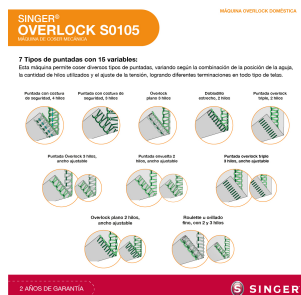 MÁQUINA OVERLOCK DOMÉSTICA
SINGER®
OVERLOCK S0105
MÁQUINA DE COSER MECÁNICA
7 Tipos de puntadas con 15 variables:
Esta máquina permite coser diversos tipos de puntadas, variando según la combinación de la posición de la aguja,
la cantidad de hilos utilizados y el ajuste de la tensión, logrando diferentes terminaciones en todo tipo de telas.
Puntada con costura
de seguridad, 4 hilos
Puntada con costura de
seguridad, 3 hilos
Overlock
plano 3 hilos
Dobladillo
estrecho, 2 hilos
Puntada overlock
triple, 2 hilos
Puntada Overlock 3 hilos,
ancho ajustable
Puntada envuelta 2
hilos, ancho ajustable
Puntada overlock triple
3 hilos, ancho ajustable
Overlock plano 2 hilos,
ancho ajustable
Roulette u orillado
fino, con 2 y 3 hilos
2 AÑOS DE GARANTÍA
SINGER